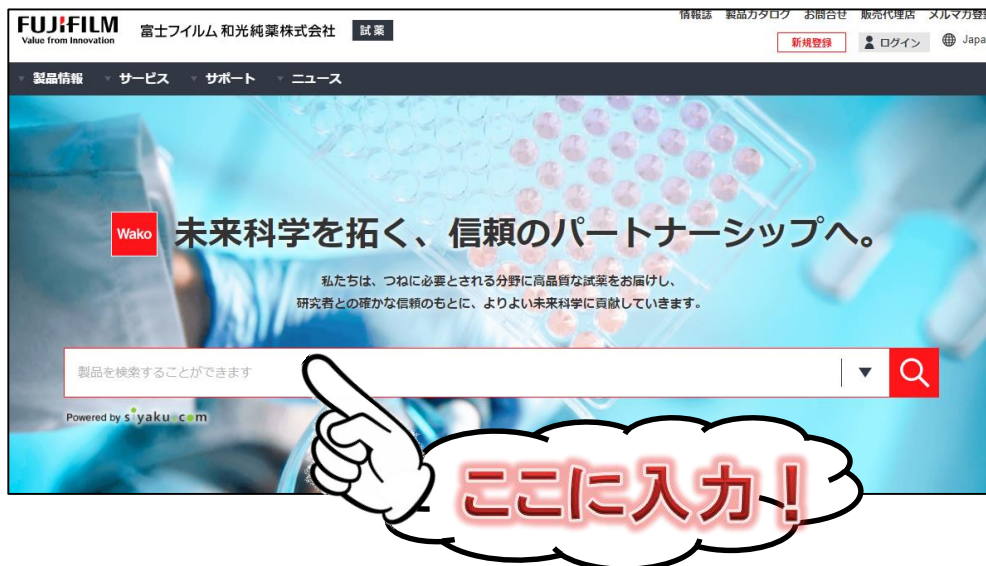 FUJIFILM
Value from Innovation
富士フイルム 和光純薬株式会社
試薬
情報誌 製品カタログ お問合せ 販売代理店 メルマガ登録
新規登録
ログイン
Japa
製品情報 サービス サポート ニュース
Wako
未来科学を拓く、信頼のパートナーシップへ。
私たちは、つねに必要とされる分野に高品質な試薬をお届けし、
研究者との確かな信頼のもとに、よりよい未来科学に貢献していきます。
製品を検索することができます
Powered by siyaku.com
ここに入力！